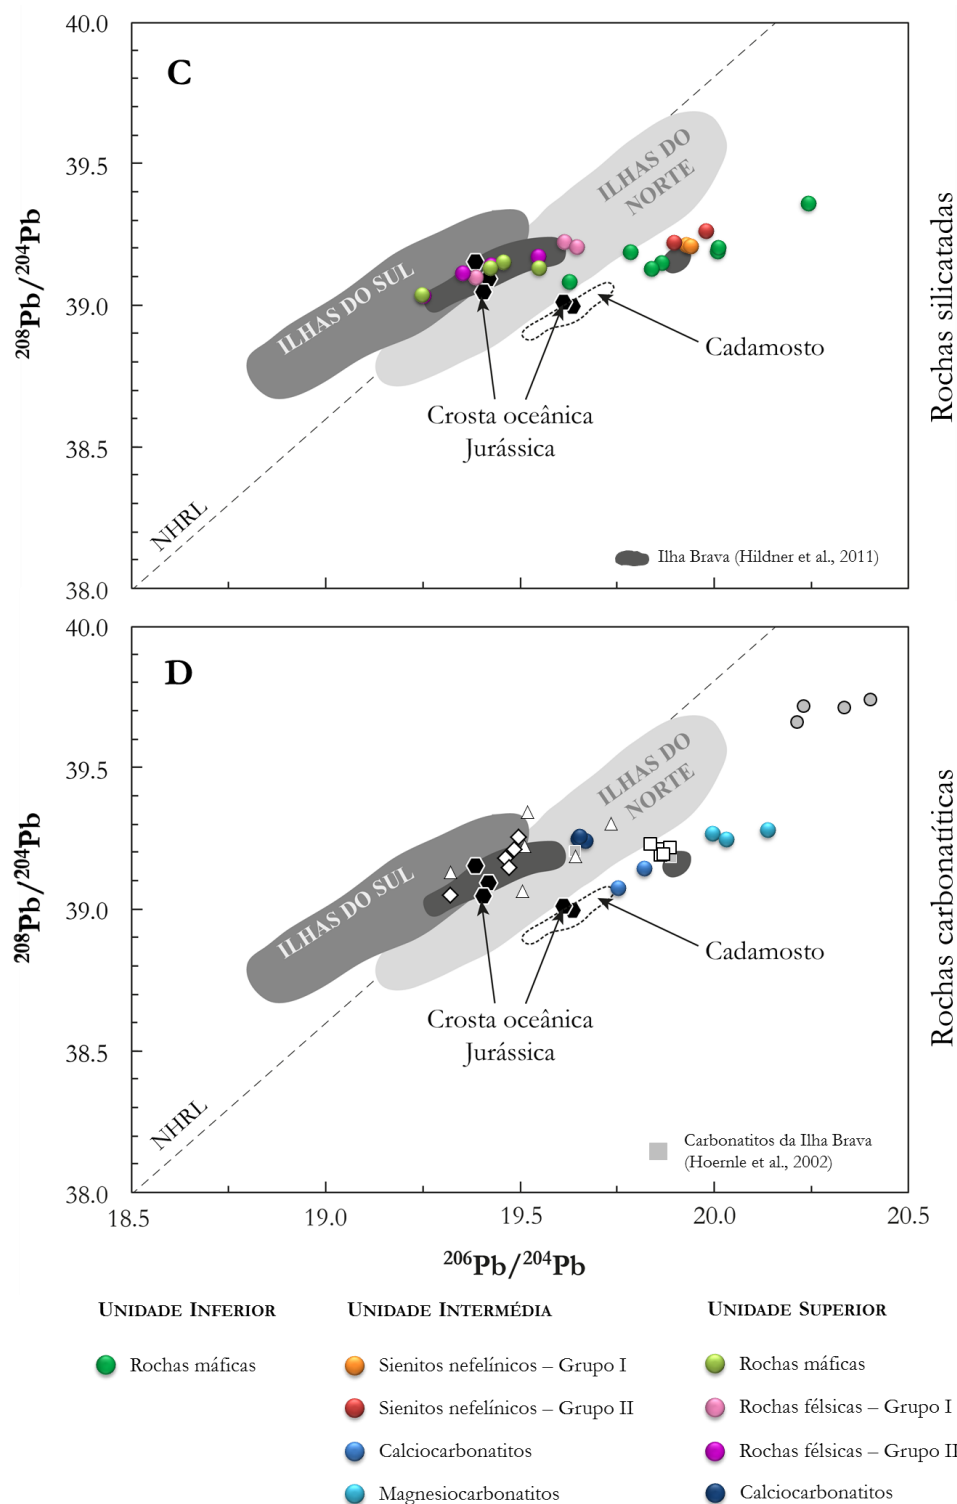 40.0
C
39.5
39.0
38.5
38.0
²⁰⁸Pb/²⁰⁴Pb
ILHAS DO
NORTE
ILHAS DO SUL
Cadamosto
Crosta oceânica
Jurássica
NHRL
Ilha Brava (Hildner et al., 2011)
Rochas silicatadas
40.0
D
39.5
39.0
38.5
38.0
²⁰⁸Pb/²⁰⁴Pb
ILHAS DO
NORTE
ILHAS DO SUL
Cadamosto
Crosta oceânica
Jurássica
NHRL
Carbonatitos da Ilha Brava
(Hoernle et al., 2002)
Rochas carbonatíticas
18.5 19.0 19.5 20.0 20.5
²⁰⁶Pb/²⁰⁴Pb
UNIDADE INFERIOR
Rochas máficas
UNIDADE INTERMÉDIA
Sienitos nefelínicos – Grupo I
Sienitos nefelínicos – Grupo II
Calciocarbonatitos
Magnesiocarbonatitos
UNIDADE SUPERIOR
Rochas máficas
Rochas félsicas – Grupo I
Rochas félsicas – Grupo II
Calciocarbonatitos